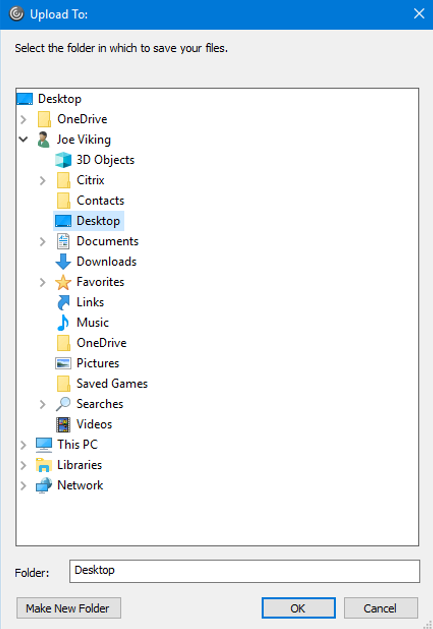 Upload To:
Select the folder in which to save your files.
Desktop
OneDrive
Joe Viking
3D Objects
Citrix
Contacts
Desktop
Documents
Downloads
Favorites
Links
Music
OneDrive
Pictures
Saved Games
Searches
Videos
This PC
Libraries
Network
Folder: Desktop
Make New Folder OK Cancel